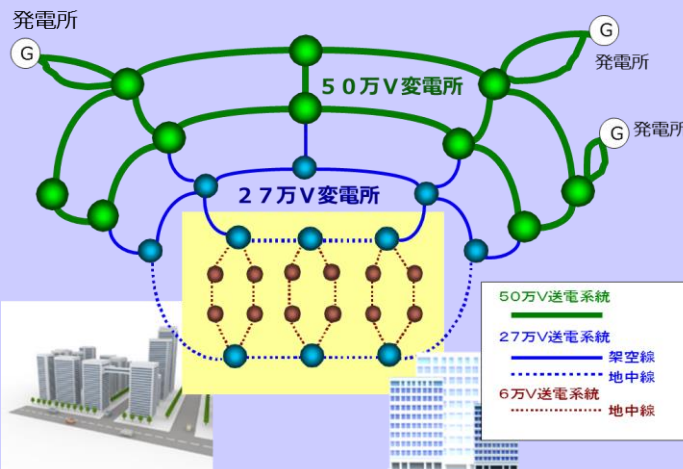 発電所
G
G
発電所
50万V変電所
G
発電所
27万V変電所
50万V送電系統
27万V送電系統
架空線
地中線
6万V送電系統
地中線